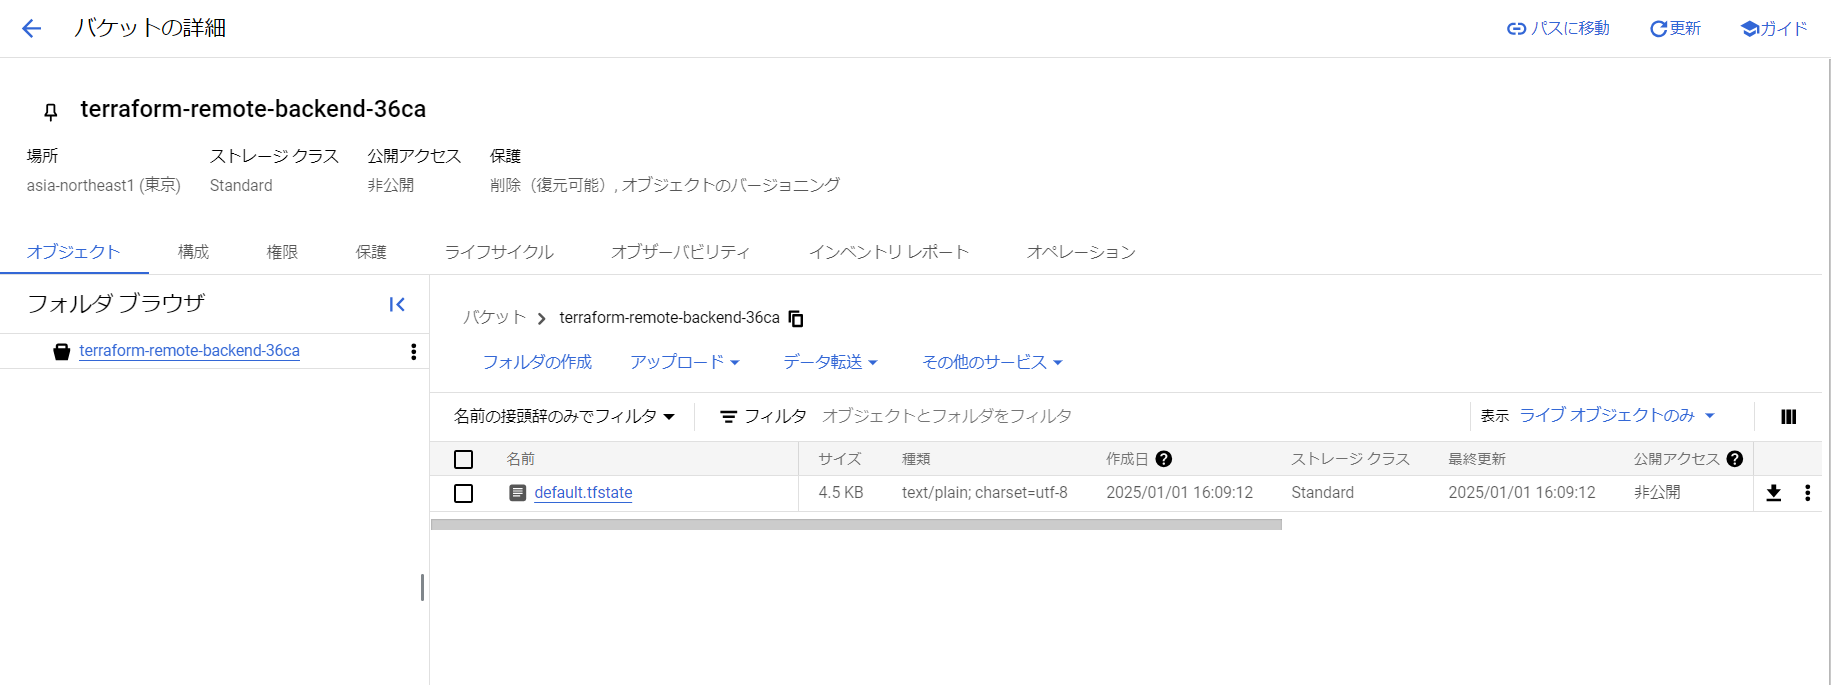 バケットの詳細 パスに移動 更新 ガイド
terraform-remote-backend-36ca
場所 ストレージ クラス 公開アクセス 保護
asia-northeast1 (東京) Standard 非公開 削除（復元可能）, オブジェクトのバージョニング
オブジェクト 構成 権限 保護 ライフサイクル オブザーバビリティ インベントリ レポート オペレーション
フォルダ ブラウザ
terraform-remote-backend-36ca
バケット terraform-remote-backend-36ca
フォルダの作成 アップロード データ転送 その他のサービス
名前の接頭辞のみでフィルタ フィルタ オブジェクトとフォルダをフィルタ 表示 ライブ オブジェクトのみ
名前 サイズ 種類 作成日 ストレージ クラス 最終更新 公開アクセス
default.tfstate 4.5 KB text/plain; charset=utf-8 2025/01/01 16:09:12 Standard 2025/01/01 16:09:12 非公開